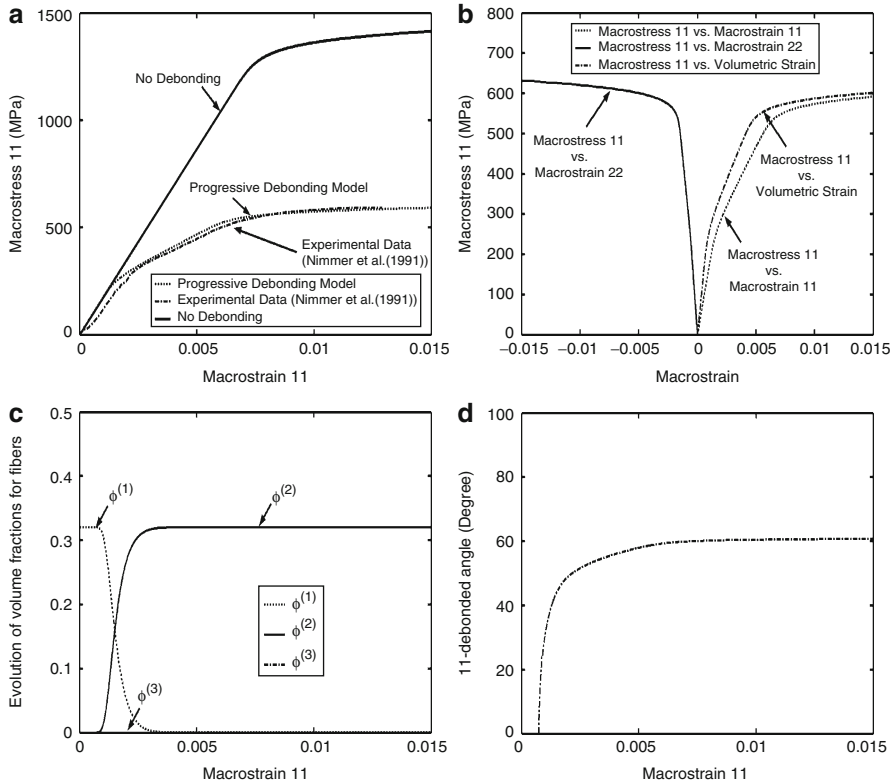 a
Macrostress 11 (MPa)
1500
1000
500
0
No Debonding
Progressive Debonding Model
Experimental Data
(Nimmer et al.(1991))
Progressive Debonding Model
Experimental Data (Nimmer et al.(1991))
No Debonding
0 0.005 0.01 0.015
Macrostrain 11
b
Macrostress 11 (MPa)
800
700
600
500
400
300
200
100
0
Macrostress 11 vs. Macrostrain 11
Macrostress 11 vs. Macrostrain 22
Macrostress 11 vs. Volumetric Strain
Macrostress 11
vs.
Macrostrain 22
Macrostress 11
vs.
Volumetric Strain
Macrostress 11
vs.
Macrostrain 11
−0.015 −0.01 −0.005 0 0.005 0.01 0.015
Macrostrain
c
Evolution of volume fractions for fibers
0.5
0.4
0.3
0.2
0.1
0
ϕ(1)
ϕ(2)
ϕ(1)
ϕ(2)
ϕ(3)
ϕ(3)
0 0.005 0.01 0.015
Macrostrain 11
d
11-debonded angle (Degree)
100
80
60
40
20
0
0 0.005 0.01 0.015
Macrostrain 11